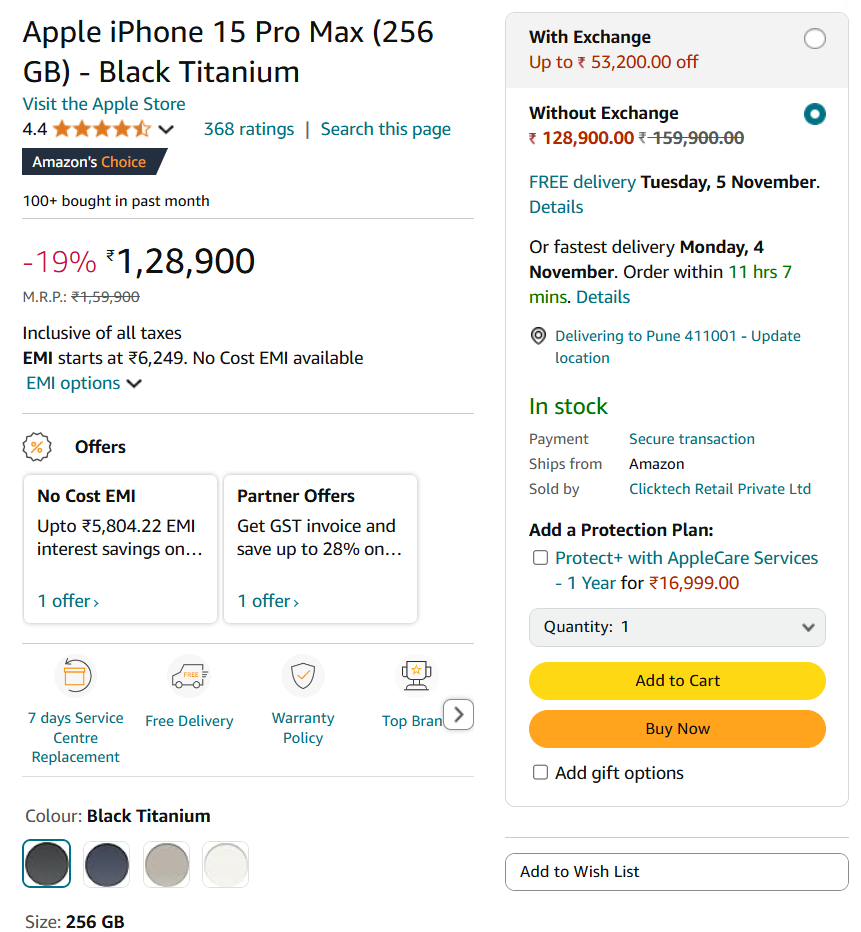 Apple iPhone 15 Pro Max (256
GB) - Black Titanium
Visit the Apple Store
4.4
368 ratings | Search this page
Amazon's Choice
100+ bought in past month
-19% ₹1,28,900
M.R.P.: ₹1,59,900
Inclusive of all taxes
EMI starts at ₹6,249. No Cost EMI available
EMI options
%
Offers
No Cost EMI
Upto ₹5,804.22 EMI
interest savings on…
1 offer›
Partner Offers
Get GST invoice and
save up to 28% on…
1 offer›
7 days Service
Centre
Replacement
FREE
Free Delivery
Warranty
Policy
Top Bran
Colour: Black Titanium
Size: 256 GB
With Exchange
Up to ₹ 53,200.00 off
Without Exchange
₹ 128,900.00 ₹ 159,900.00
FREE delivery Tuesday, 5 November.
Details
Or fastest delivery Monday, 4
November. Order within 11 hrs 7
mins. Details
Delivering to Pune 411001 - Update
location
In stock
Payment Secure transaction
Ships from Amazon
Sold by Clicktech Retail Private Ltd
Add a Protection Plan:
Protect+ with AppleCare Services
- 1 Year for ₹16,999.00
Quantity: 1
Add to Cart
Buy Now
Add gift options
Add to Wish List